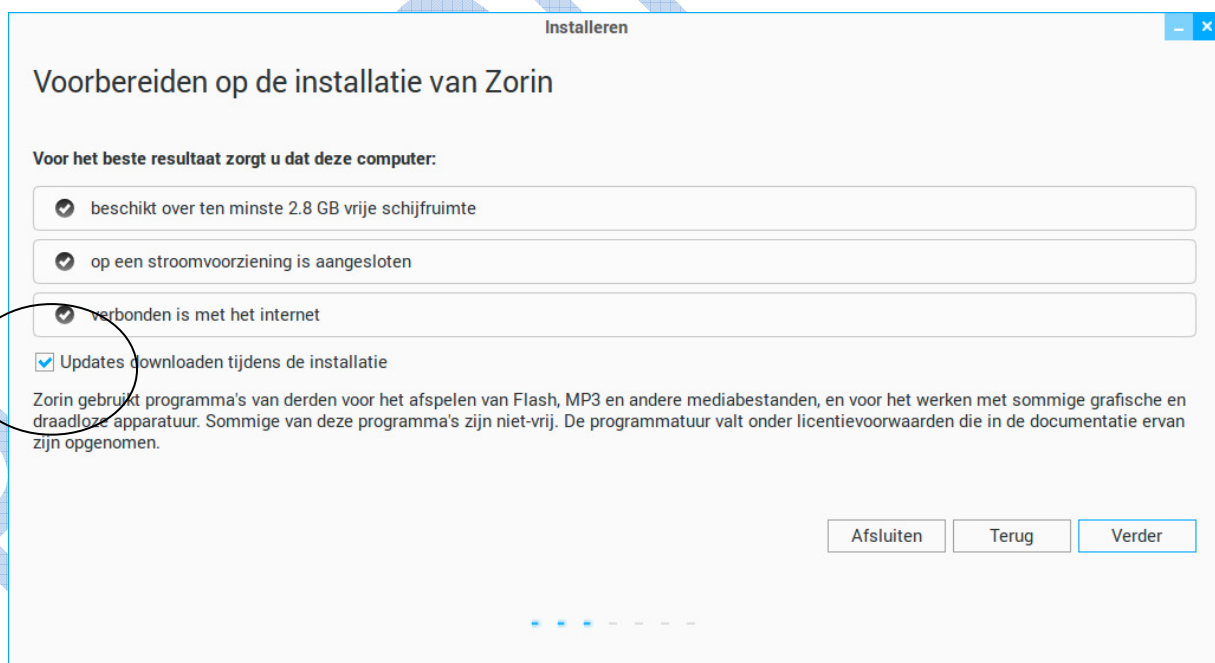 Installeren
Voorbereiden op de installatie van Zorin
Voor het beste resultaat zorgt u dat deze computer:
beschikt over ten minste 2.8 GB vrije schijfruimte
op een stroomvoorziening is aangesloten
verbonden is met het internet
Updates downloaden tijdens de installatie
Zorin gebruikt programma's van derden voor het afspelen van Flash, MP3 en andere mediabestanden, en voor het werken met sommige grafische en
draadloze apparatuur. Sommige van deze programma's zijn niet-vrij. De programmatuur valt onder licentievoorwaarden die in de documentatie ervan
zijn opgenomen.
Afsluiten Terug Verder